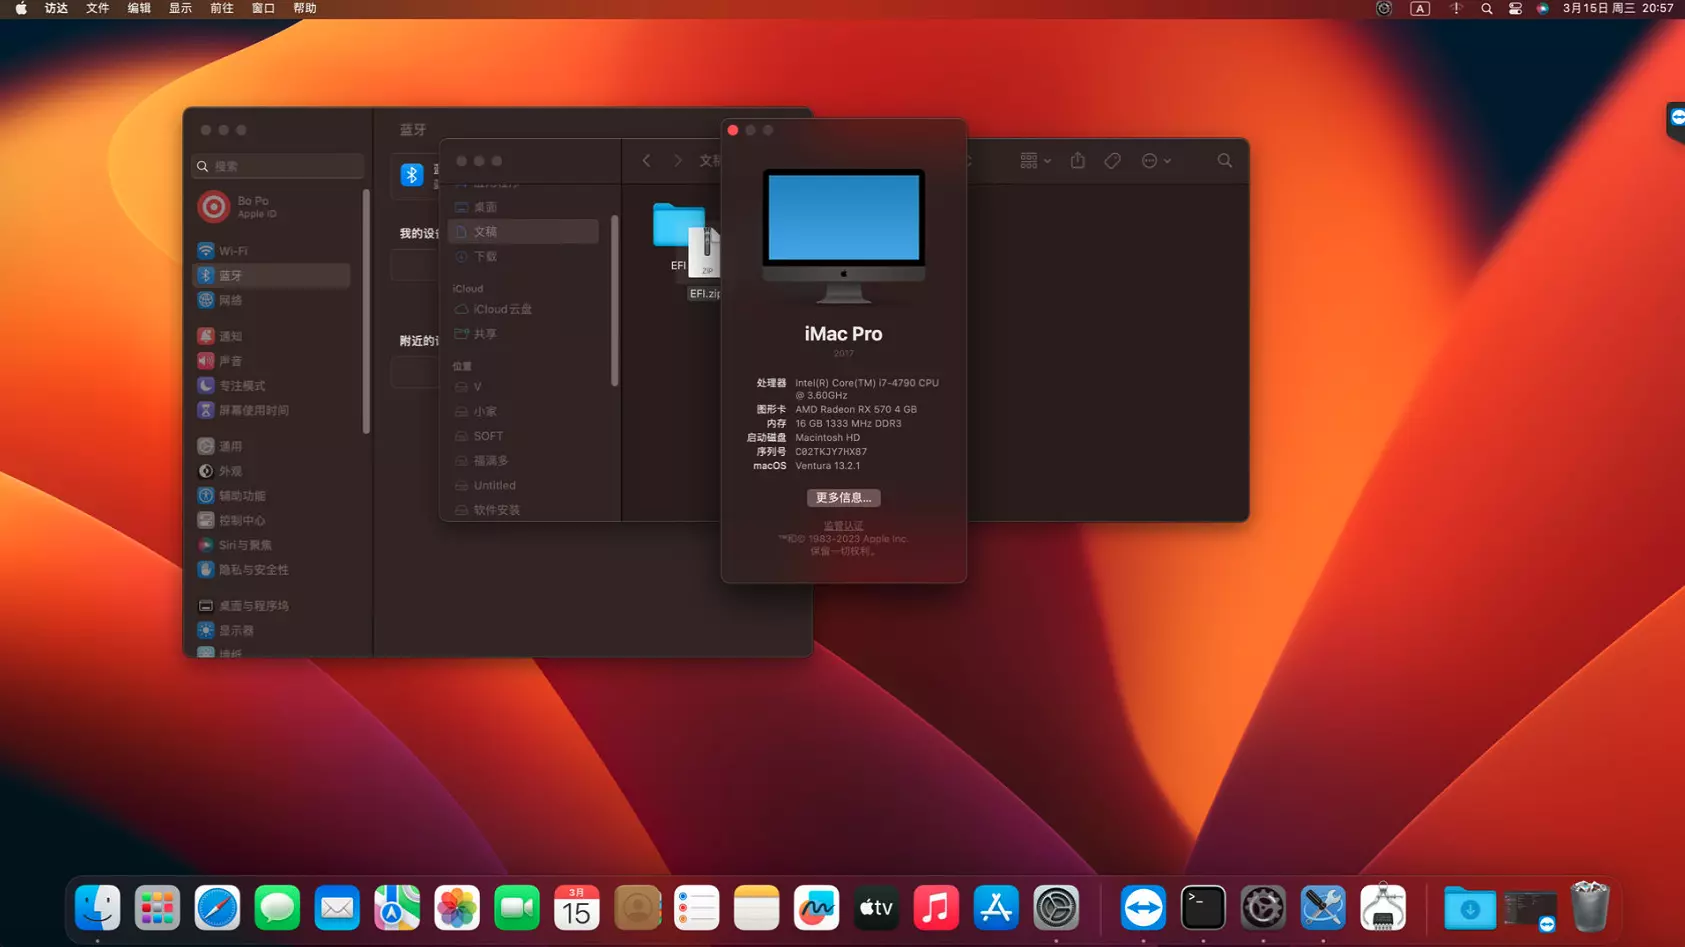 访达 文件 编辑 显示 前往 窗口 帮助
A
3月15日 周三 20:57
蓝牙
搜索
Bo Po
Apple ID
Wi-Fi
蓝牙
网络
通知
声音
专注模式
屏幕使用时间
通用
外观
辅助功能
控制中心
Siri与聚焦
隐私与安全性
桌面与程序坞
显示器
墙纸
我的设
附近的
桌面
文稿
下载
iCloud
iCloud云盘
共享
位置
V
小家
SOFT
福满多
Untitled
软件安装
文稿
EFI
ZIP
EFI.zip
iMac Pro
2017
处理器 Intel(R) Core(TM) i7-4790 CPU @ 3.60GHz
图形卡 AMD Radeon RX 570 4 GB
内存 16 GB 1333 MHz DDR3
启动磁盘 Macintosh HD
序列号 C02TKJY7HX87
macOS Ventura 13.2.1
更多信息...
监管认证
™和© 1983-2023 Apple Inc.
保留一切权利。
3月
15
tv